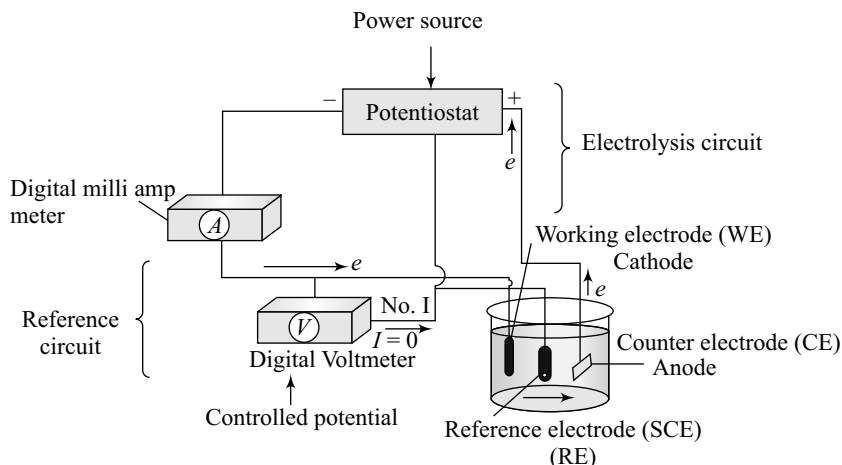 Power source
−
Potentiostat
+
e
Electrolysis circuit
Digital milli amp
meter
A
Working electrode (WE)
Cathode
e
e
Reference
circuit
No. I
V
I = 0
Digital Voltmeter
Counter electrode (CE)
Anode
Controlled potential
Reference electrode (SCE)
(RE)